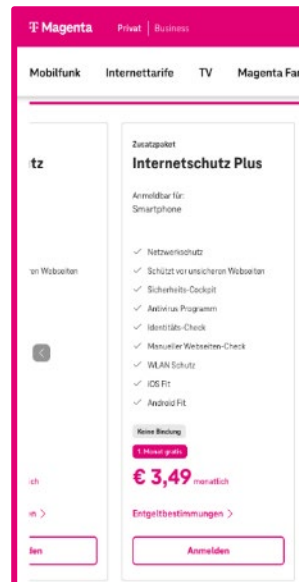 T Magenta
Privat | Business
Mobilfunk Internettarife TV Magenta Fa
tz
en Webseiten
ch
n >
den
Zusatzpaket
Internetschutz Plus
Anmeldbar für:
Smartphone
Netzwerkschutz
Schützt vor unsicheren Webseiten
Sicherheits-Cockpit
Antivirus Programm
Identitäts-Check
Manueller Webseiten-Check
WLAN Schutz
iOS Fit
Android Fit
Keine Bindung
1. Monat gratis
€ 3,49 monatlich
Entgeltbestimmungen >
Anmelden